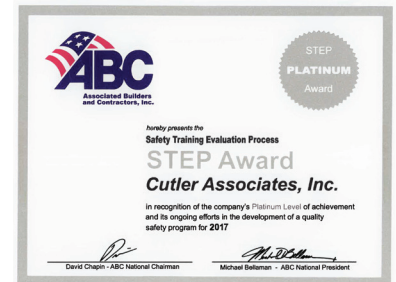 ABC
Associated Builders
and Contractors, Inc.
STEP
PLATINUM
Award
hereby presents the
Safety Training Evaluation Process
STEP Award
Cutler Associates, Inc.
in recognition of the company's Platinum Level of achievement
and its ongoing efforts in the development of a quality
safety program for 2017
David Chapin - ABC National Chairman
Michael Bellaman - ABC National President